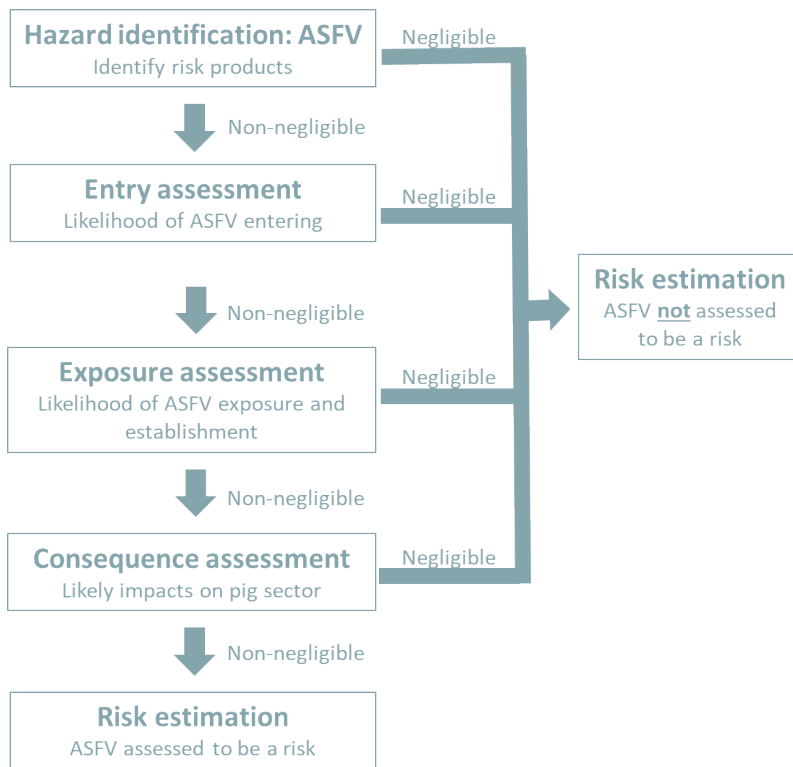 Hazard identification: ASFV
Identify risk products
Negligible
Non-negligible
Entry assessment
Likelihood of ASFV entering
Negligible
Non-negligible
Risk estimation
ASFV not assessed
to be a risk
Exposure assessment
Likelihood of ASFV exposure and
establishment
Negligible
Non-negligible
Consequence assessment
Likely impacts on pig sector
Negligible
Non-negligible
Risk estimation
ASFV assessed to be a risk